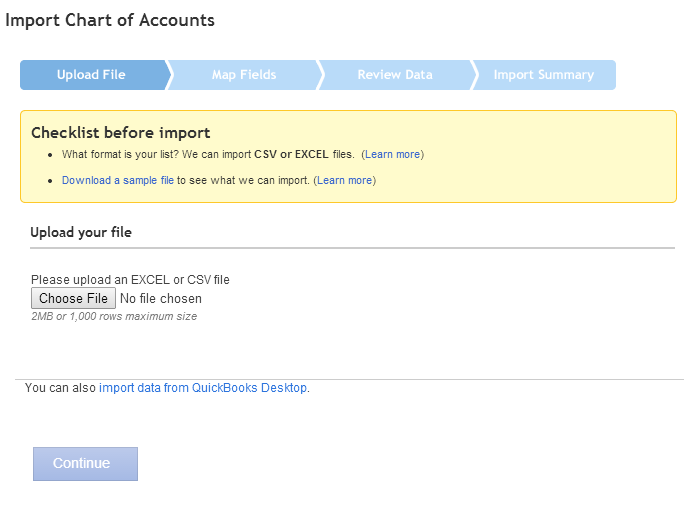 Import Chart of Accounts
Upload File
Map Fields
Review Data
Import Summary
Checklist before import
• What format is your list? We can import CSV or EXCEL files. (Learn more)
• Download a sample file to see what we can import. (Learn more)
Upload your file
Please upload an EXCEL or CSV file
Choose File No file chosen
2MB or 1,000 rows maximum size
You can also import data from QuickBooks Desktop.
Continue